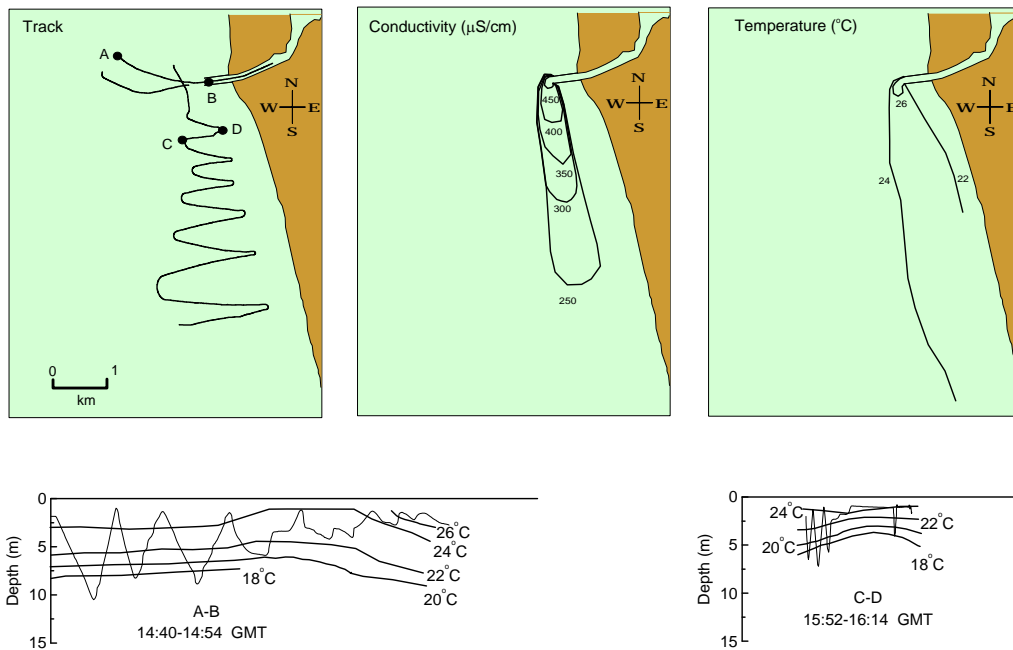 Track
A
B
C
D
N
W E
S
0 1
km
Conductivity (μS/cm)
N
W E
S
450
400
350
300
250
Temperature (°C)
N
W E
S
26
24
22
0
5
10
15
Depth (m)
26°C
24°C
22°C
20°C
18°C
A-B
14:40-14:54 GMT
0
5
10
15
Depth (m)
24°C
22°C
20°C
18°C
C-D
15:52-16:14 GMT